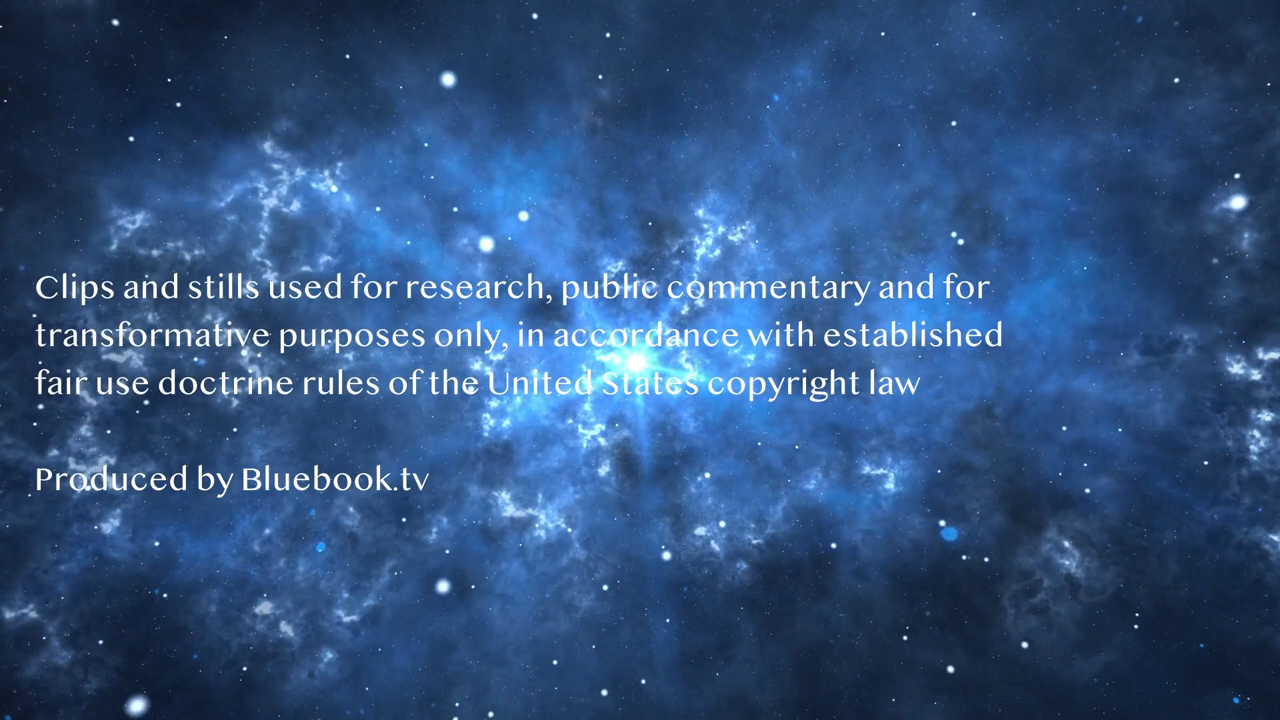 Clips and stills used for research, public commentary and for
transformative purposes only, in accordance with established
fair use doctrine rules of the United States copyright law
Produced by Bluebook.tv